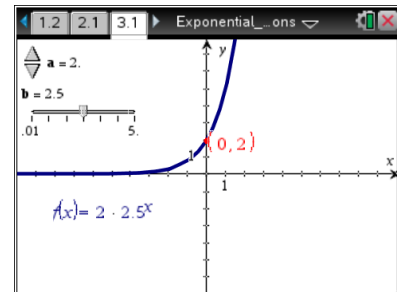 1.2 2.1 3.1 Exponential_...ons
y
a = 2.
b = 2.5
.01 5.
(0, 2)
1
x
1
f(x)= 2 · 2.5^x